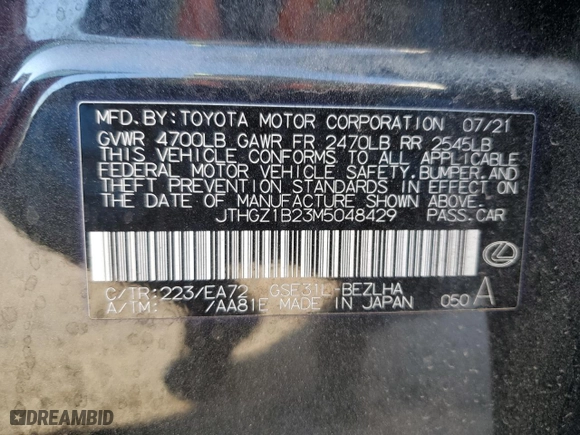 MFD.BY:TOYOTA MOTOR CORPORATION 07/21
GVWR 4700LB GAWR FR 2470LB RR 2545LB
THIS VEHICLE CONFORMS TO ALL APPLICABLE
FEDERAL MOTOR VEHICLE SAFETY,BUMPER,AND
THEFT PREVENTION STANDARDS IN EFFECT ON
THE DATE OF MANUFACTURE SHOWN ABOVE.
JTHGZ1B23M5048429 PASS.CAR
C/TR:223/EA72 GSE31L-BEZLHA
A/TM: /AA81E MADE IN JAPAN 050 A
DREAMBID